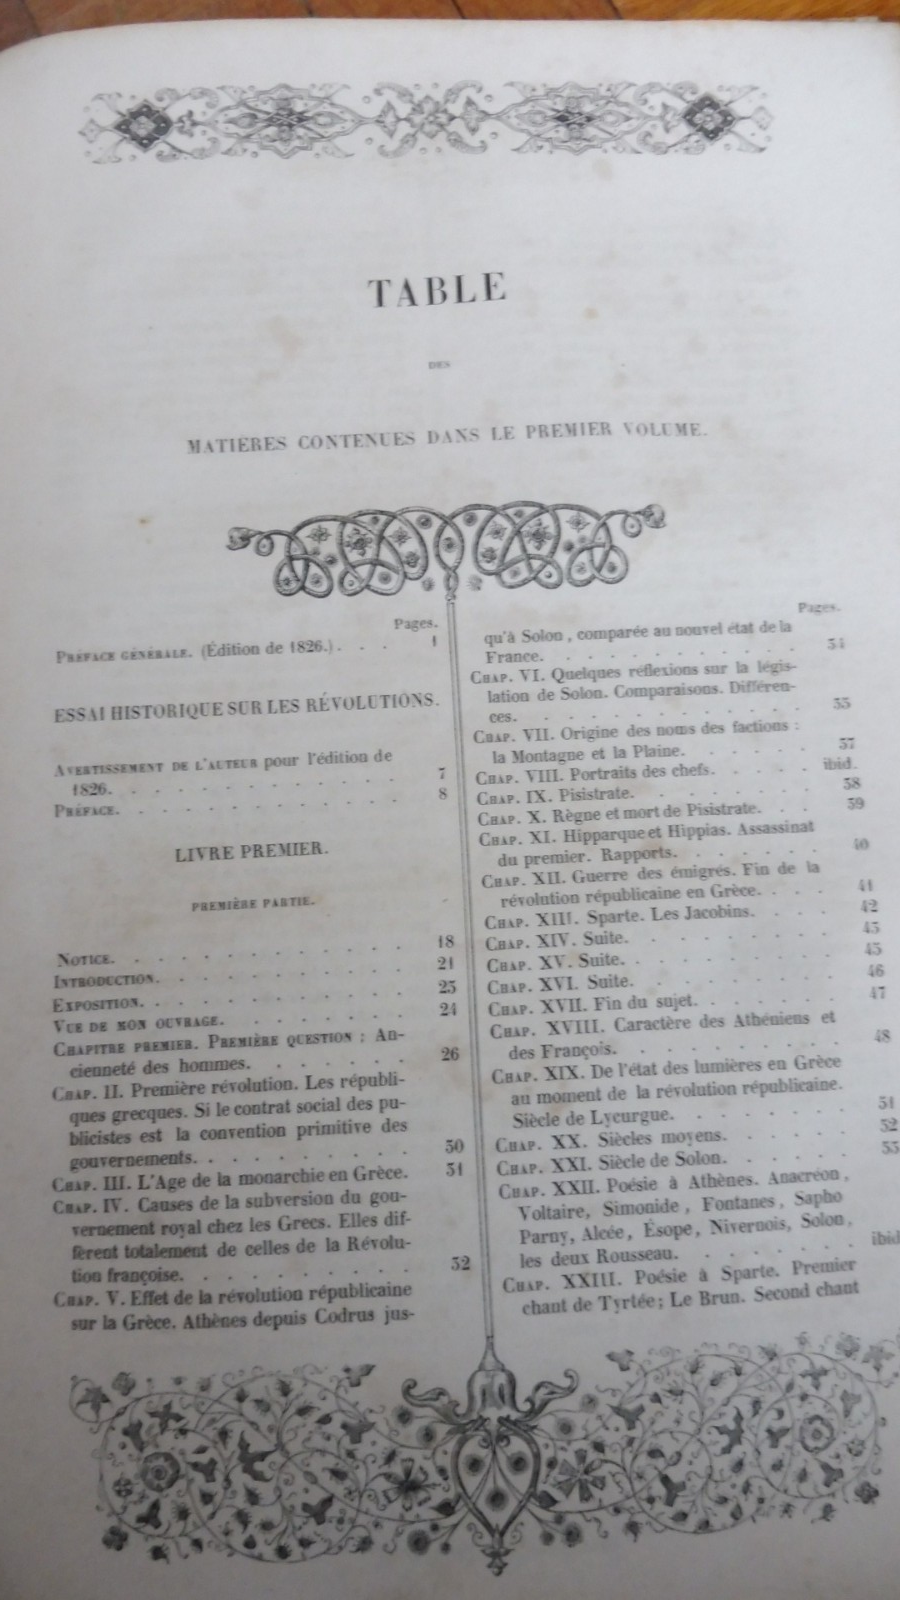 TABLE
DES
MATIÈRES CONTENUES DANS LE PREMIER VOLUME.
Pages.
PRÉFACE GÉNÉRALE. (Édition de 1826.). . . . 1
ESSAI HISTORIQUE SUR LES RÉVOLUTIONS.
AVERTISSEMENT DE L'AUTEUR pour l'édition de
1826. . . . . . . . . . . . 7
PRÉFACE. . . . . . . . . . . . 8
LIVRE PREMIER.
PREMIÈRE PARTIE.
NOTICE. . . . . . . . . . . . 18
INTRODUCTION. . . . . . . . . . 21
EXPOSITION. . . . . . . . . . . 23
VUE DE MON OUVRAGE. . . . . . . . 24
CHAPITRE PREMIER. PREMIÈRE QUESTION : An-
cienneté des hommes. . . . . . . 26
CHAP. II. Première révolution. Les républi-
ques grecques. Si le contrat social des pu-
blicistes est la convention primitive des
gouvernements. . . . . . . . . 30
CHAP. III. L'Age de la monarchie en Grèce. 31
CHAP. IV. Causes de la subversion du gou-
vernement royal chez les Grecs. Elles dif-
fèrent totalement de celles de la Révolu-
tion françoise. . . . . . . . . 32
CHAP. V. Effet de la révolution républicaine
sur la Grèce. Athènes depuis Codrus jus-
Pages.
qu'à Solon, comparée au nouvel état de la
France. . . . . . . . . . . 34
CHAP. VI. Quelques réflexions sur la légis-
lation de Solon. Comparaisons. Différen-
ces. . . . . . . . . . . . 35
CHAP. VII. Origine des noms des factions :
la Montagne et la Plaine. . . . . . 37
CHAP. VIII. Portraits des chefs. . . . . ibid.
CHAP. IX. Pisistrate. . . . . . . . 38
CHAP. X. Règne et mort de Pisistrate. . . 39
CHAP. XI. Hipparque et Hippias. Assassinat
du premier. Rapports. . . . . . . 40
CHAP. XII. Guerre des émigrés. Fin de la
révolution républicaine en Grèce. . . . 41
CHAP. XIII. Sparte. Les Jacobins. . . . 42
CHAP. XIV. Suite. . . . . . . . . 43
CHAP. XV. Suite. . . . . . . . . 45
CHAP. XVI. Suite. . . . . . . . . 46
CHAP. XVII. Fin du sujet. . . . . . . 47
CHAP. XVIII. Caractère des Athéniens et
des François. . . . . . . . . 48
CHAP. XIX. De l'état des lumières en Grèce
au moment de la révolution républicaine.
Siècle de Lycurgue. . . . . . . 51
CHAP. XX. Siècles moyens. . . . . . 52
CHAP. XXI. Siècle de Solon. . . . . . 53
CHAP. XXII. Poésie à Athènes. Anacréon,
Voltaire, Simonide, Fontanes, Sapho
Parny, Alcée, Ésope, Nivernois, Solon,
les deux Rousseau. . . . . . . . ibid
CHAP. XXIII. Poésie à Sparte. Premier
chant de Tyrtée; Le Brun. Second chant